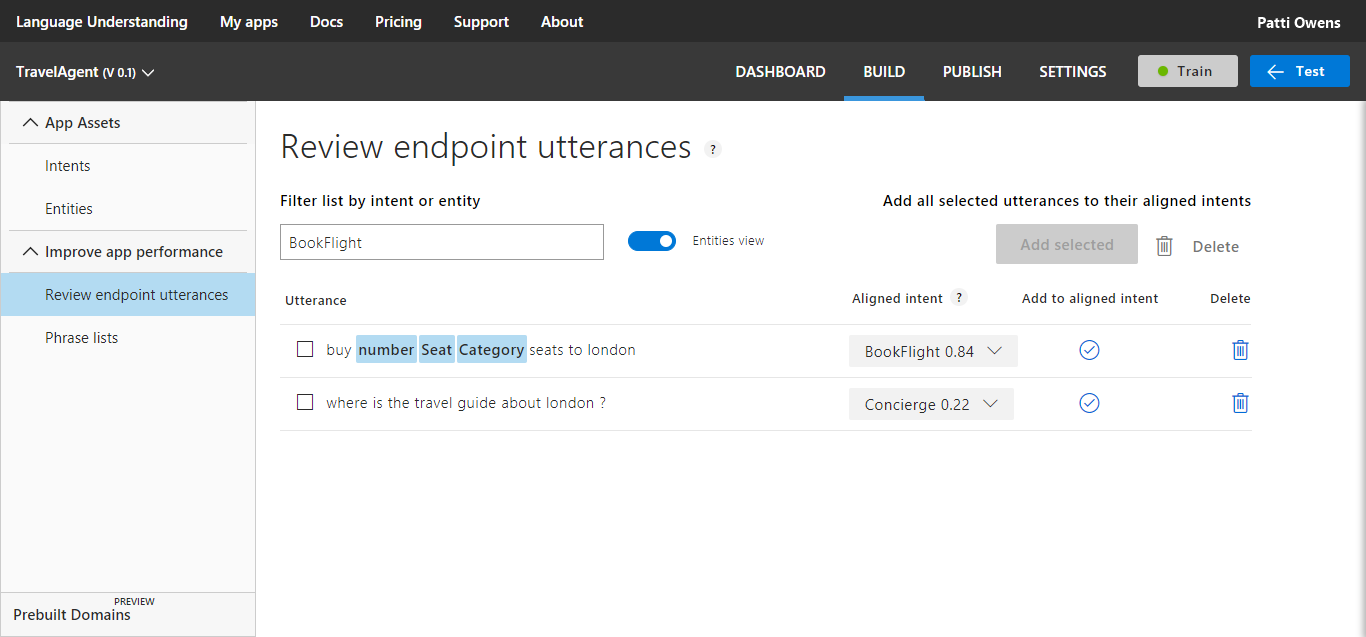 Language Understanding My apps Docs Pricing Support About Patti Owens
TravelAgent (V 0.1) DASHBOARD BUILD PUBLISH SETTINGS Train Test
App Assets
Intents
Entities
Improve app performance
Review endpoint utterances
Phrase lists
PREVIEW
Prebuilt Domains
Review endpoint utterances ?
Filter list by intent or entity Add all selected utterances to their aligned intents
BookFlight Entities view Add selected Delete
Utterance Aligned intent ? Add to aligned intent Delete
buy number Seat Category seats to london BookFlight 0.84
where is the travel guide about london ? Concierge 0.22